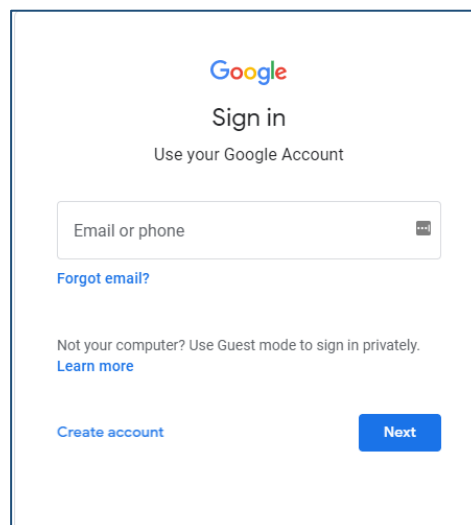 Google
Sign in
Use your Google Account
Email or phone
Forgot email?
Not your computer? Use Guest mode to sign in privately.
Learn more
Create account
Next